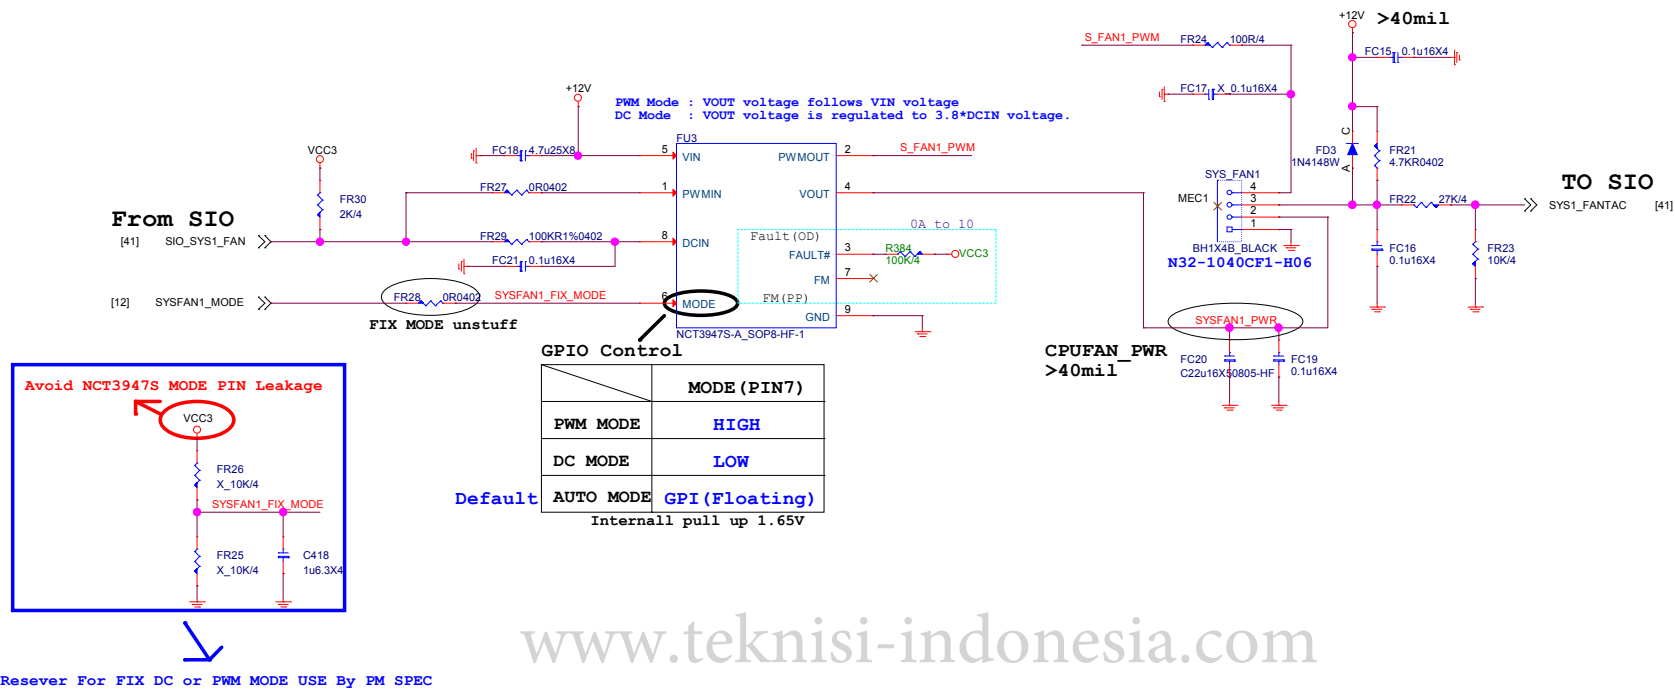 +12V
>40mil
S_FAN1_PWM
FR24
100R/4
FC15
0.1u16X4
+12V
FC17
X_0.1u16X4
PWM Mode : VOUT voltage follows VIN voltage
DC Mode : VOUT voltage is regulated to 3.8*DCIN voltage.
FU3
VCC3
FC18
4.7u25X8
5
VIN
PWMOUT
2
S_FAN1_PWM
C
FD3
1N4148W
A
FR21
4.7KR0402
FR30
2K/4
FR27
0R0402
1
PWMIN
VOUT
4
SYS_FAN1
MEC1
4
3
2
1
FR22
27K/4
TO SIO
SYS1_FANTAC
[41]
From SIO
[41]
SIO_SYS1_FAN
FR29
100KR1%0402
8
DCIN
0A to 10
Fault(OD)
FAULT#
3
R384
100K/4
VCC3
BH1X4B_BLACK
N32-1040CF1-H06
FC16
0.1u16X4
FR23
10K/4
FC21
0.1u16X4
FM
7
[12]
SYSFAN1_MODE
FR28
0R0402
SYSFAN1_FIX_MODE
6
MODE
FM(PP)
GND
9
FIX MODE unstuff
NCT3947S-A_SOP8-HF-1
SYSFAN1_PWR
CPUFAN_PWR
>40mil
FC20
C22u16X50805-HF
FC19
0.1u16X4
GPIO Control
MODE(PIN7)
PWM MODE
HIGH
DC MODE
LOW
Default
AUTO MODE
GPI(Floating)
Internall pull up 1.65V
Avoid NCT3947S MODE PIN Leakage
VCC3
FR26
X_10K/4
SYSFAN1_FIX_MODE
FR25
X_10K/4
C418
1u6.3X4
www.teknisi-indonesia.com
Resever For FIX DC or PWM MODE USE By PM SPEC